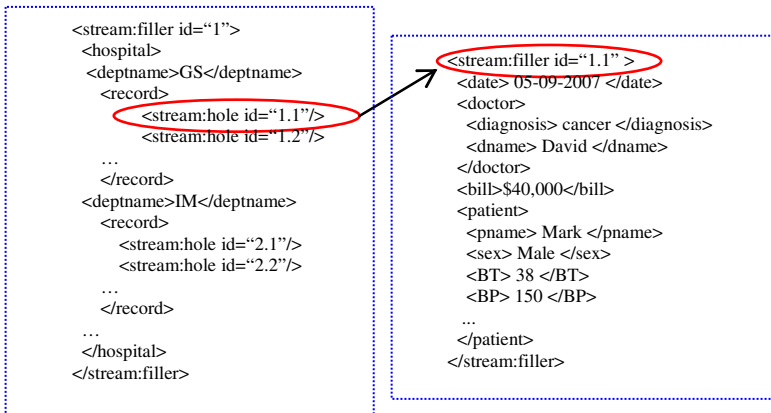 <stream:filler id=“1”>
<hospital>
<deptname>GS</deptname>
<record>
<stream:hole id=“1.1”/>
<stream:hole id=“1.2”/>
…
</record>
<deptname>IM</deptname>
<record>
<stream:hole id=“2.1”/>
<stream:hole id=“2.2”/>
…
</record>
…
</hospital>
</stream:filler>
<stream:filler id=“1.1” >
<date> 05-09-2007 </date>
<doctor>
<diagnosis> cancer </diagnosis>
<dname> David </dname>
</doctor>
<bill>$40,000</bill>
<patient>
<pname> Mark </pname>
<sex> Male </sex>
<BT> 38 </BT>
<BP> 150 </BP>
...
</patient>
</stream:filler>